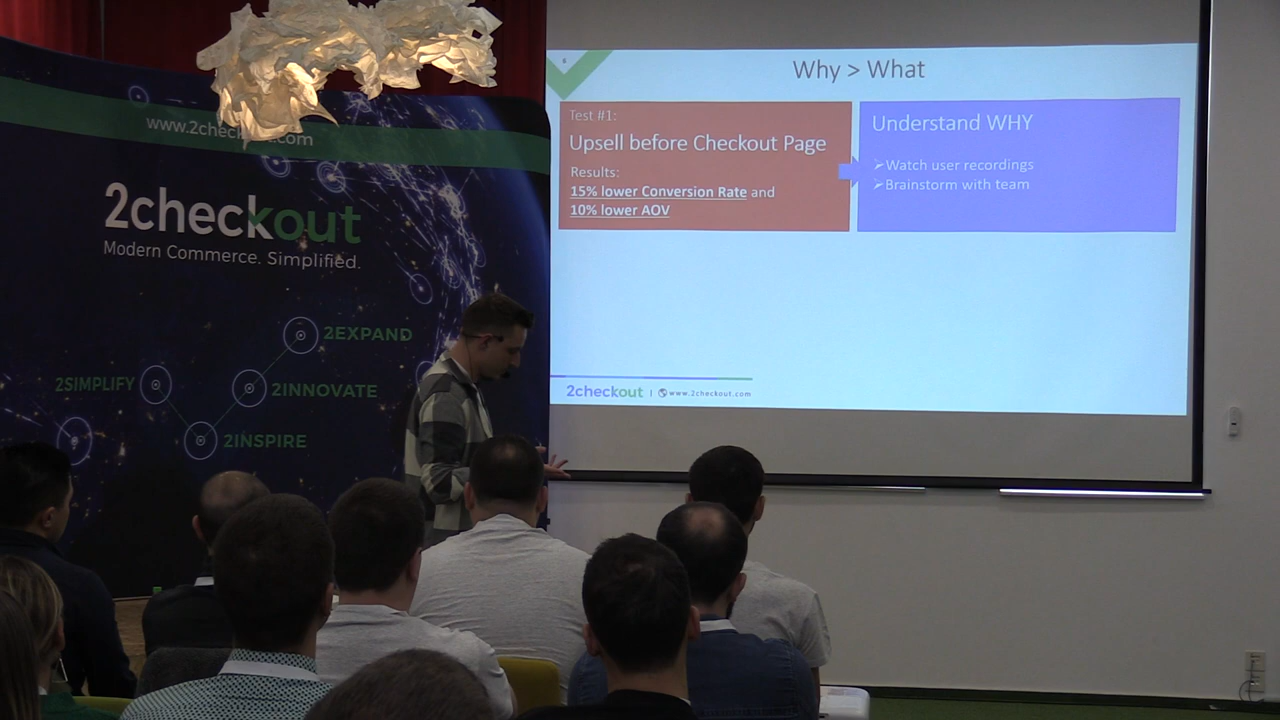 www.2check
.com
2checkout
Modern Commerce. Simplified.
2EXPAND
2SIMPLIFY
2INNOVATE
2INSPIRE
Why > What
Test #1:
Upsell before Checkout Page
Results:
15% lower Conversion Rate and
10% lower AOV
Understand WHY
➢Watch user recordings
➢Brainstorm with team
2checkout | www.2checkout.com